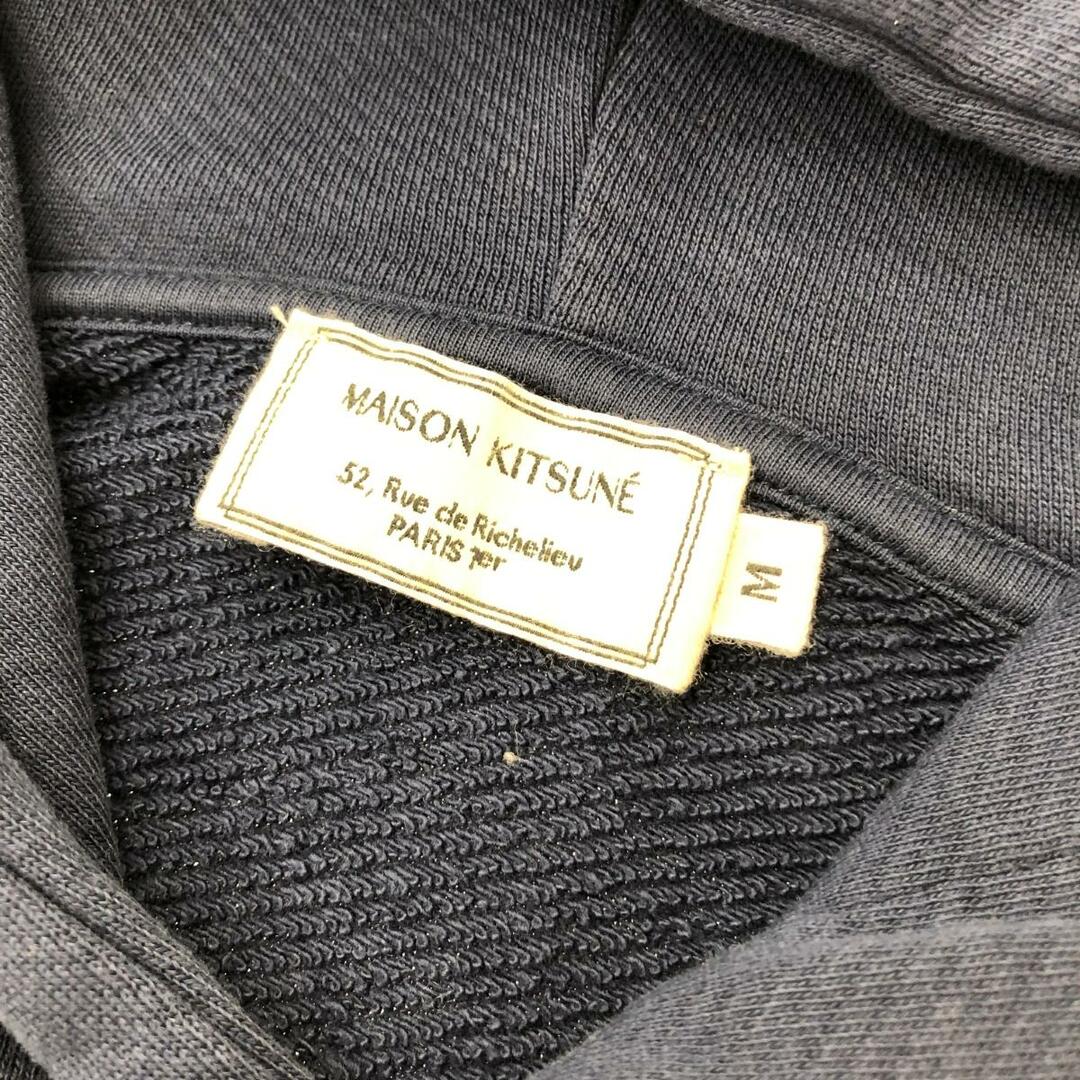 MAISON KITSUNÉ
52, Rue de Richelieu
PARIS 1er
M